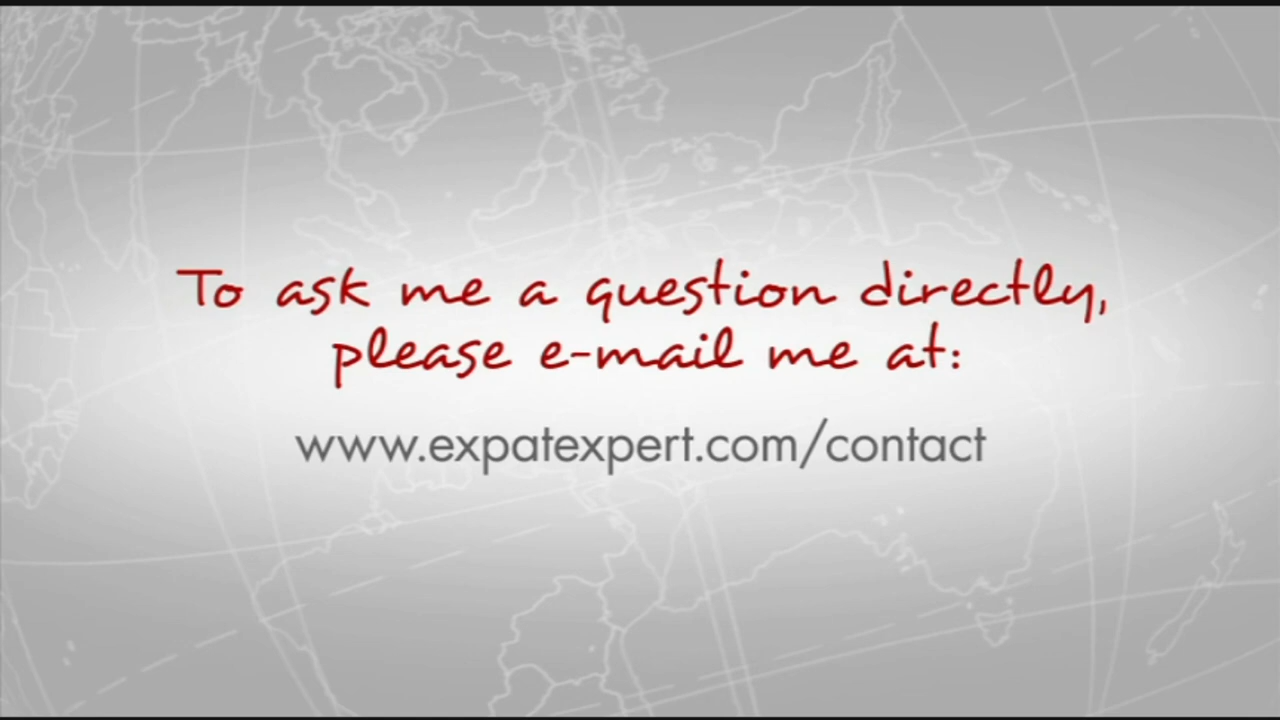 To ask me a question directly,
please e-mail me at:
www.expatexpert.com/contact